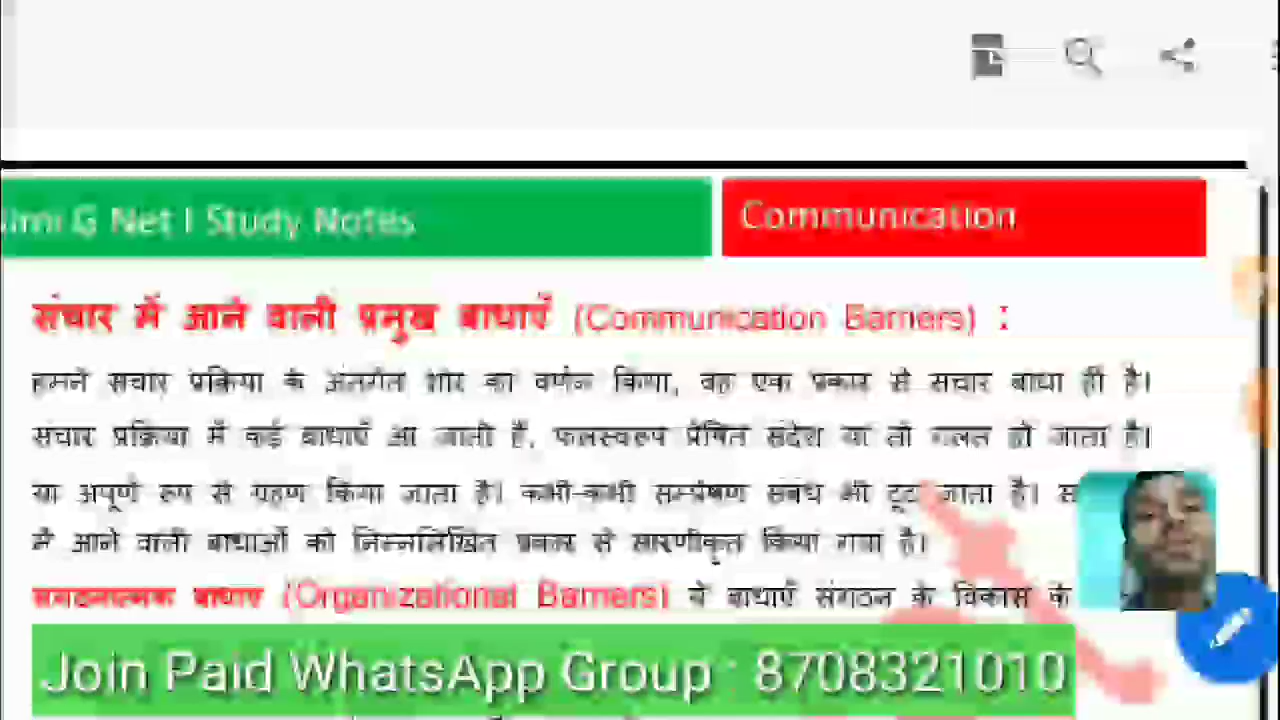 G Net I Study Notes
Communication
संचार में आने वाली प्रमुख बाधाएँ (Communication Barriers) :
हमने संचार प्रक्रिया के अंतर्गत शोर का वर्णन किया, वह एक प्रकार से संचार बाधा ही है।
संचार प्रक्रिया में कई बाधाएँ आ जाती हैं, फलस्वरूप प्रेषित संदेश या तो गलत हो जाता है।
या अपूर्ण रूप से ग्रहण किया जाता है। कभी-कभी सम्प्रेषण संबंध भी टूट जाता है।
में आने वाली बाधाओं को निम्नलिखित प्रकार से सारणीकृत किया गया है।
संगठनात्मक बाधाएं (Organizational Barriers) ये बाधाएँ संगठन के विकास के
Join Paid WhatsApp Group : 8708321010